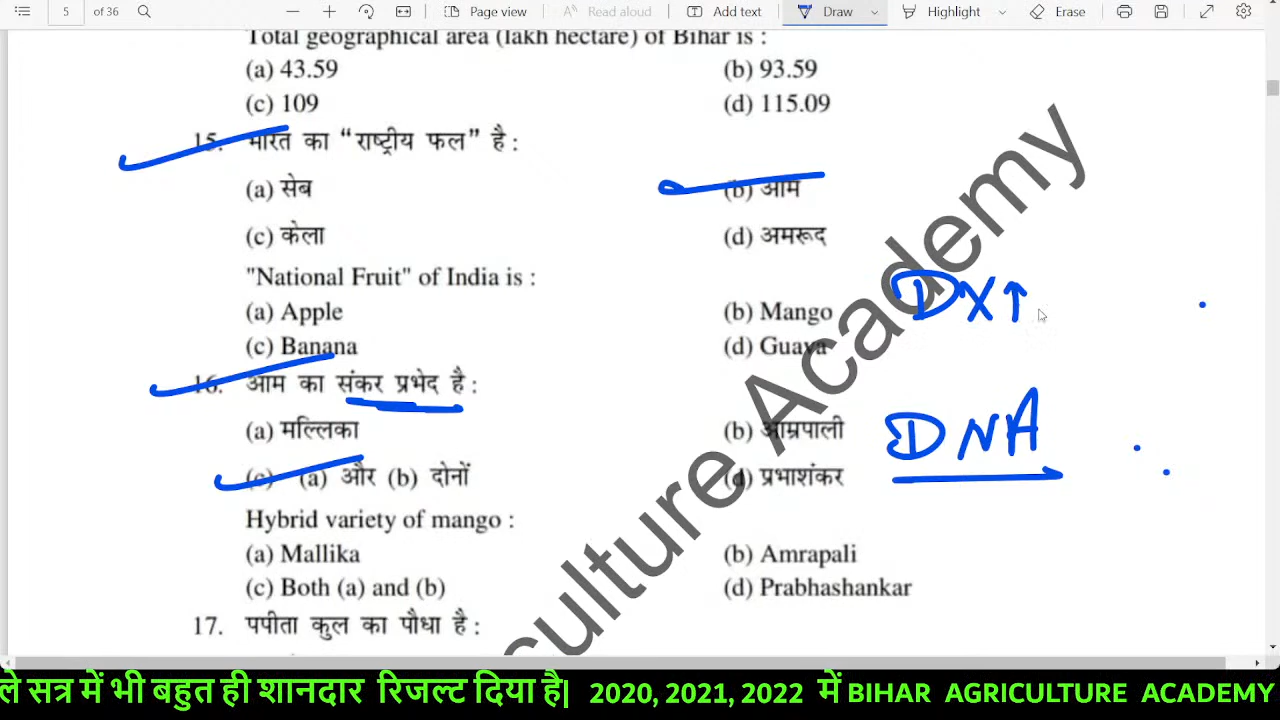 5 of 36 Page view Read aloud Add text Draw Highlight Erase
Total geographical area (lakh hectare) of Bihar is :
(a) 43.59 (b) 93.59
(c) 109 (d) 115.09
15. भारत का “राष्ट्रीय फल” है :
(a) सेब (b) आम
(c) केला (d) अमरूद
"National Fruit" of India is :
(a) Apple (b) Mango
(c) Banana (d) Guava
16. आम का संकर प्रभेद है :
(a) मल्लिका (b) आम्रपाली
(c) (a) और (b) दोनों (d) प्रभाशंकर
Hybrid variety of mango :
(a) Mallika (b) Amrapali
(c) Both (a) and (b) (d) Prabhashankar
17. पपीता कुल का पौधा है :
culture Academy
D X ↑
DNA
ले सत्र में भी बहुत ही शानदार रिजल्ट दिया है| 2020, 2021, 2022 में BIHAR AGRICULTURE ACADEMY